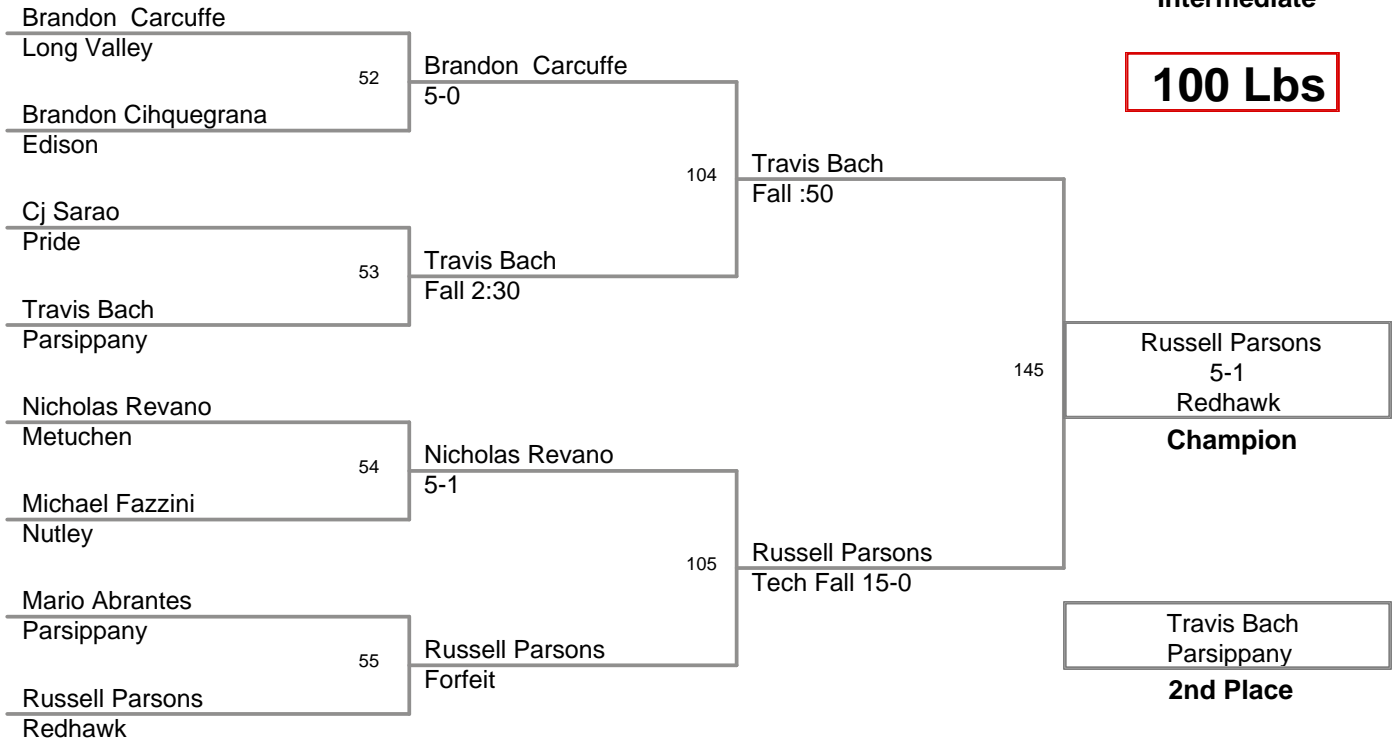 Intermediate
100 Lbs
Brandon  Carcuffe
Long Valley
52
Brandon Cihquegrana
Edison
Brandon  Carcuffe
5-0
Cj Sarao
Pride
53
Travis Bach
Parsippany
Travis Bach
Fall 2:30
104
Travis Bach
Fall :50
Nicholas Revano
Metuchen
54
Michael Fazzini
Nutley
Nicholas Revano
5-1
Mario Abrantes
Parsippany
55
Russell Parsons
Redhawk
Russell Parsons
Forfeit
105
Russell Parsons
Tech Fall 15-0
145
Russell Parsons
5-1
Redhawk
Champion
Travis Bach
Parsippany
2nd Place